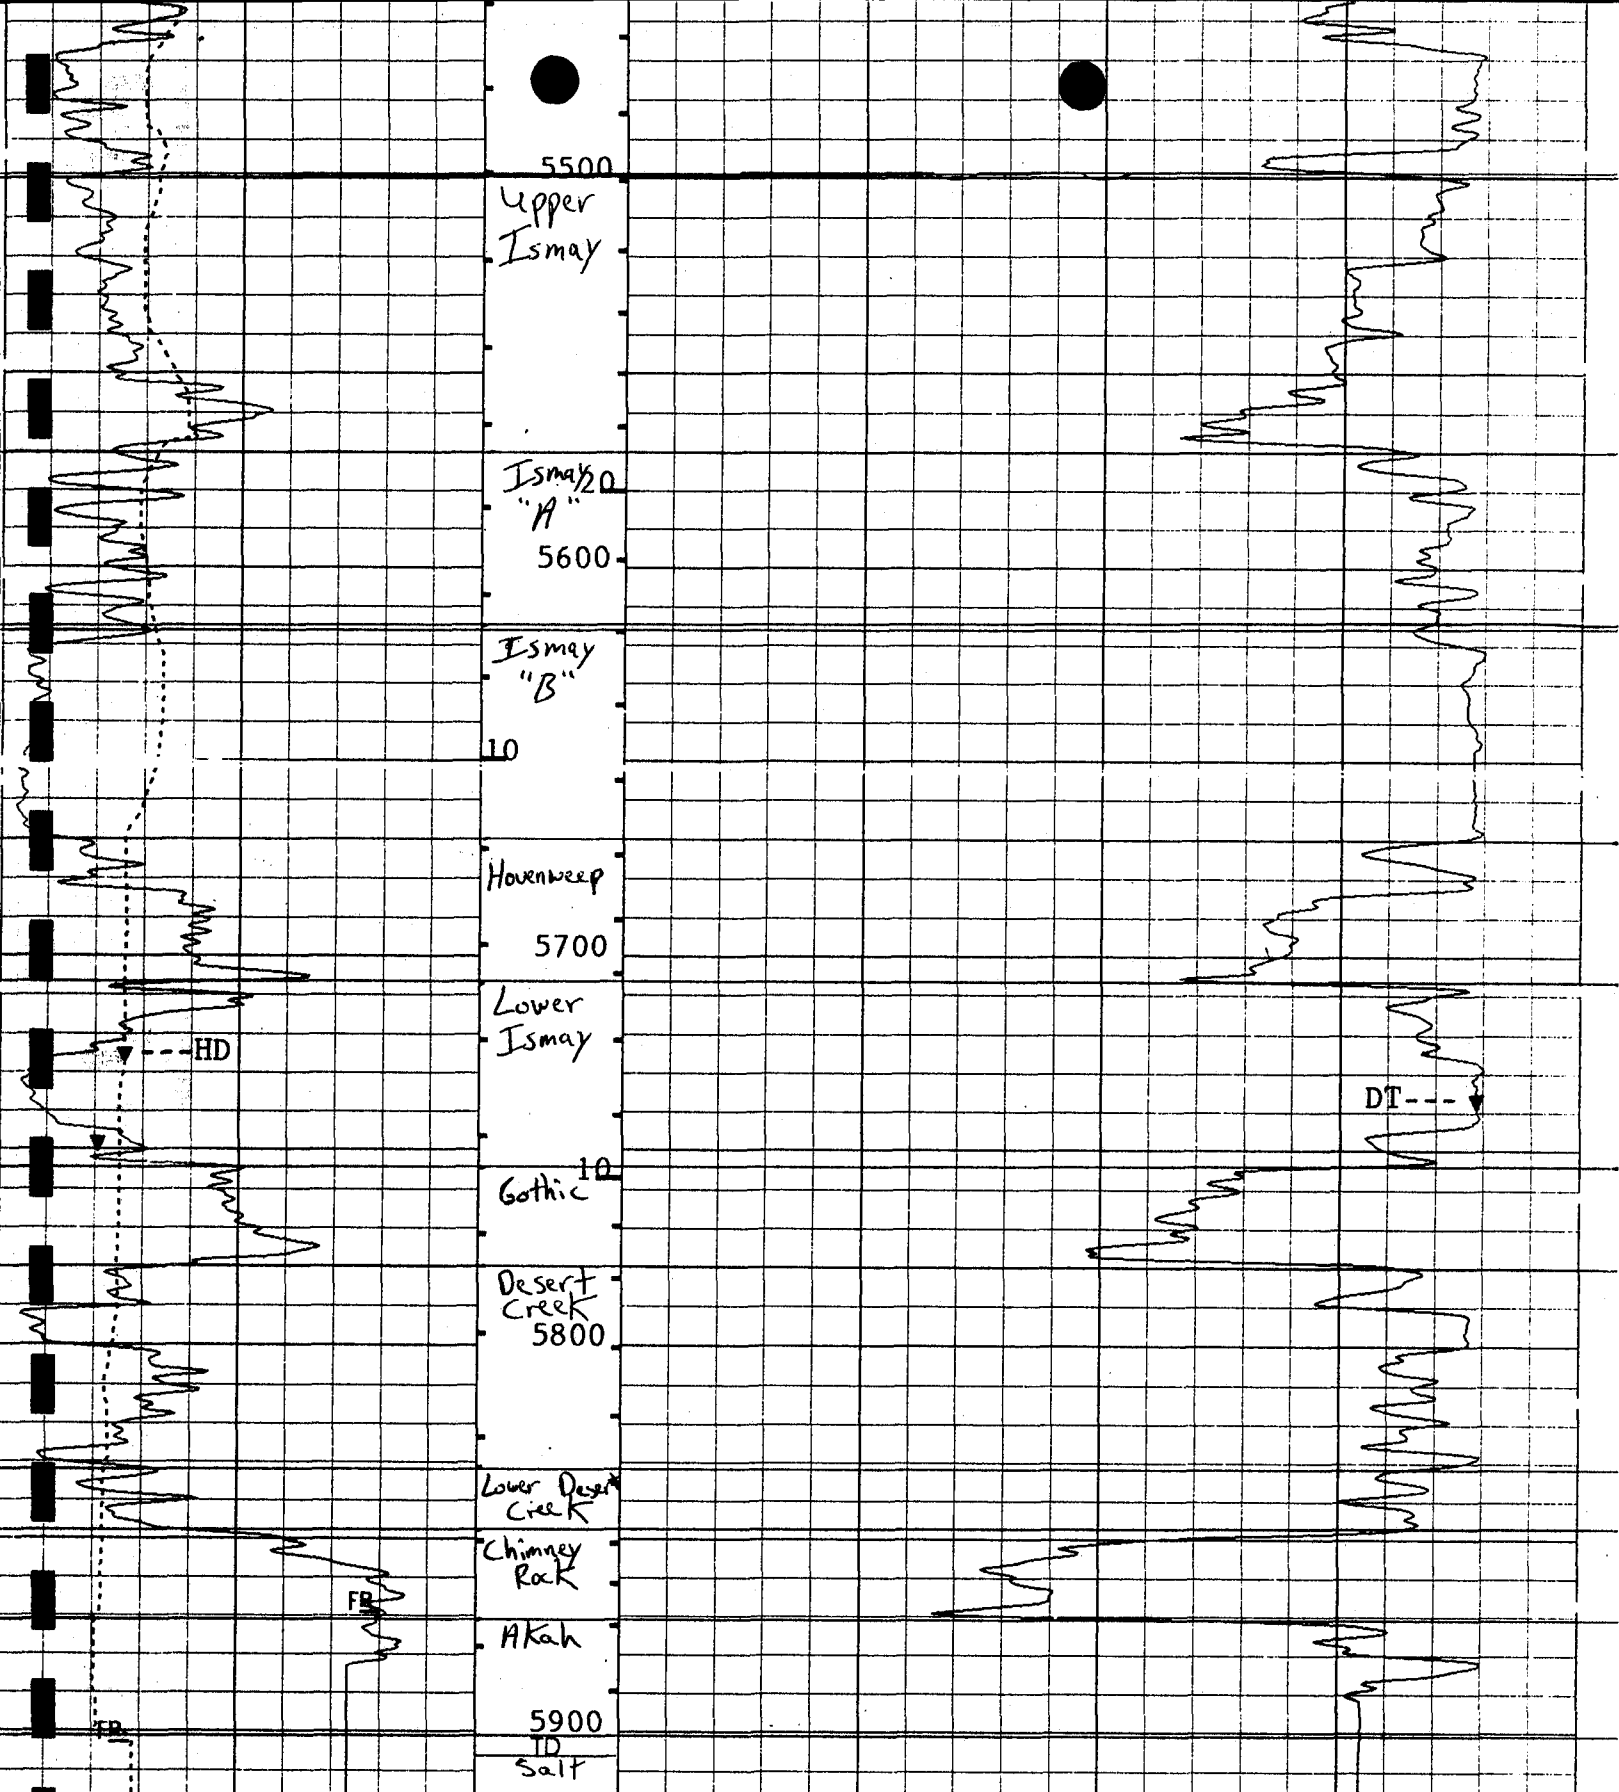 5500
Upper
Ismay
Ismay 20
"A"
5600
Ismay
"B"
10
Hovenweep
5700
Lower
Ismay
HD
DT
10
Gothic
Desert
Creek
5800
Lower Desert
Creek
Chimney
Rock
FR
Akah
5900
FR
TD
Salt